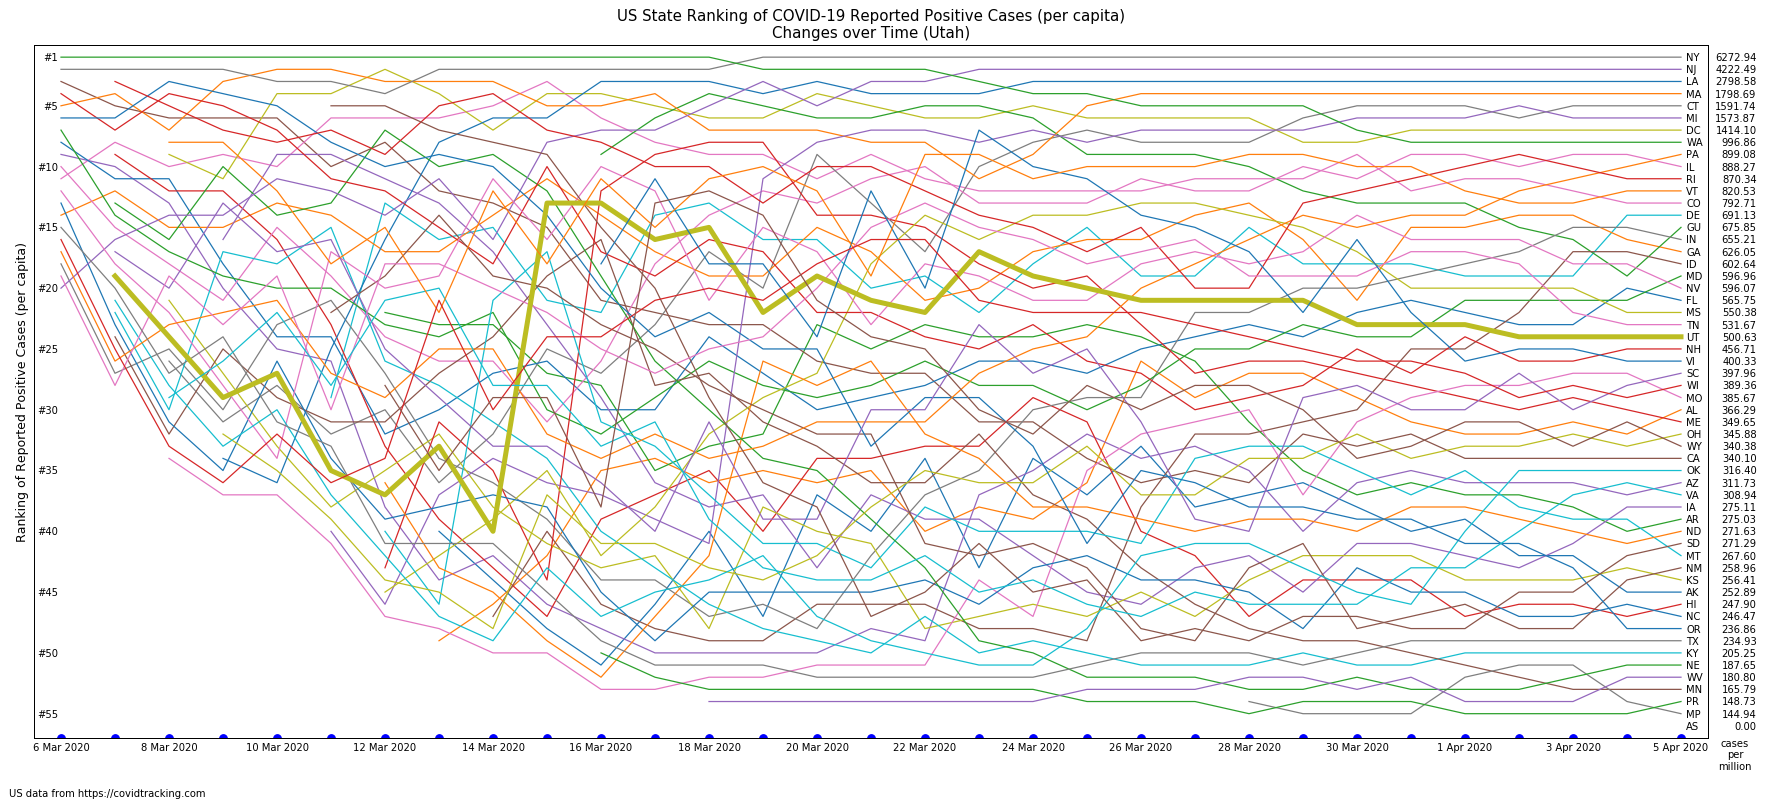 US State Ranking of COVID-19 Reported Positive Cases (per capita)
Changes over Time (Utah)
Ranking of Reported Positive Cases (per capita)
#1
#5
#10
#15
#20
#25
#30
#35
#40
#45
#50
#55
NY 6272.94
NJ 4222.49
LA 2798.58
MA 1798.69
CT 1591.74
MI 1573.87
DC 1414.10
WA 996.86
PA 899.08
IL 888.27
RI 870.34
VT 820.53
CO 792.71
DE 691.13
GU 675.85
IN 655.21
GA 626.05
ID 602.64
MD 596.96
NV 596.07
FL 565.75
MS 550.38
TN 531.67
UT 500.63
NH 456.71
VI 400.33
SC 397.96
WI 389.36
MO 385.67
AL 366.29
ME 349.65
OH 345.88
WY 340.38
CA 340.10
OK 316.40
AZ 311.73
VA 308.94
IA 275.11
AR 275.03
ND 271.63
SD 271.29
MT 267.60
NM 258.96
KS 256.41
AK 252.89
HI 247.90
NC 246.47
OR 236.86
TX 234.93
KY 205.25
NE 187.65
WV 180.80
MN 165.79
PR 148.73
MP 144.94
AS 0.00
6 Mar 2020 8 Mar 2020 10 Mar 2020 12 Mar 2020 14 Mar 2020 16 Mar 2020 18 Mar 2020 20 Mar 2020 22 Mar 2020 24 Mar 2020 26 Mar 2020 28 Mar 2020 30 Mar 2020 1 Apr 2020 3 Apr 2020 5 Apr 2020
cases
per
million
US data from https://covidtracking.com